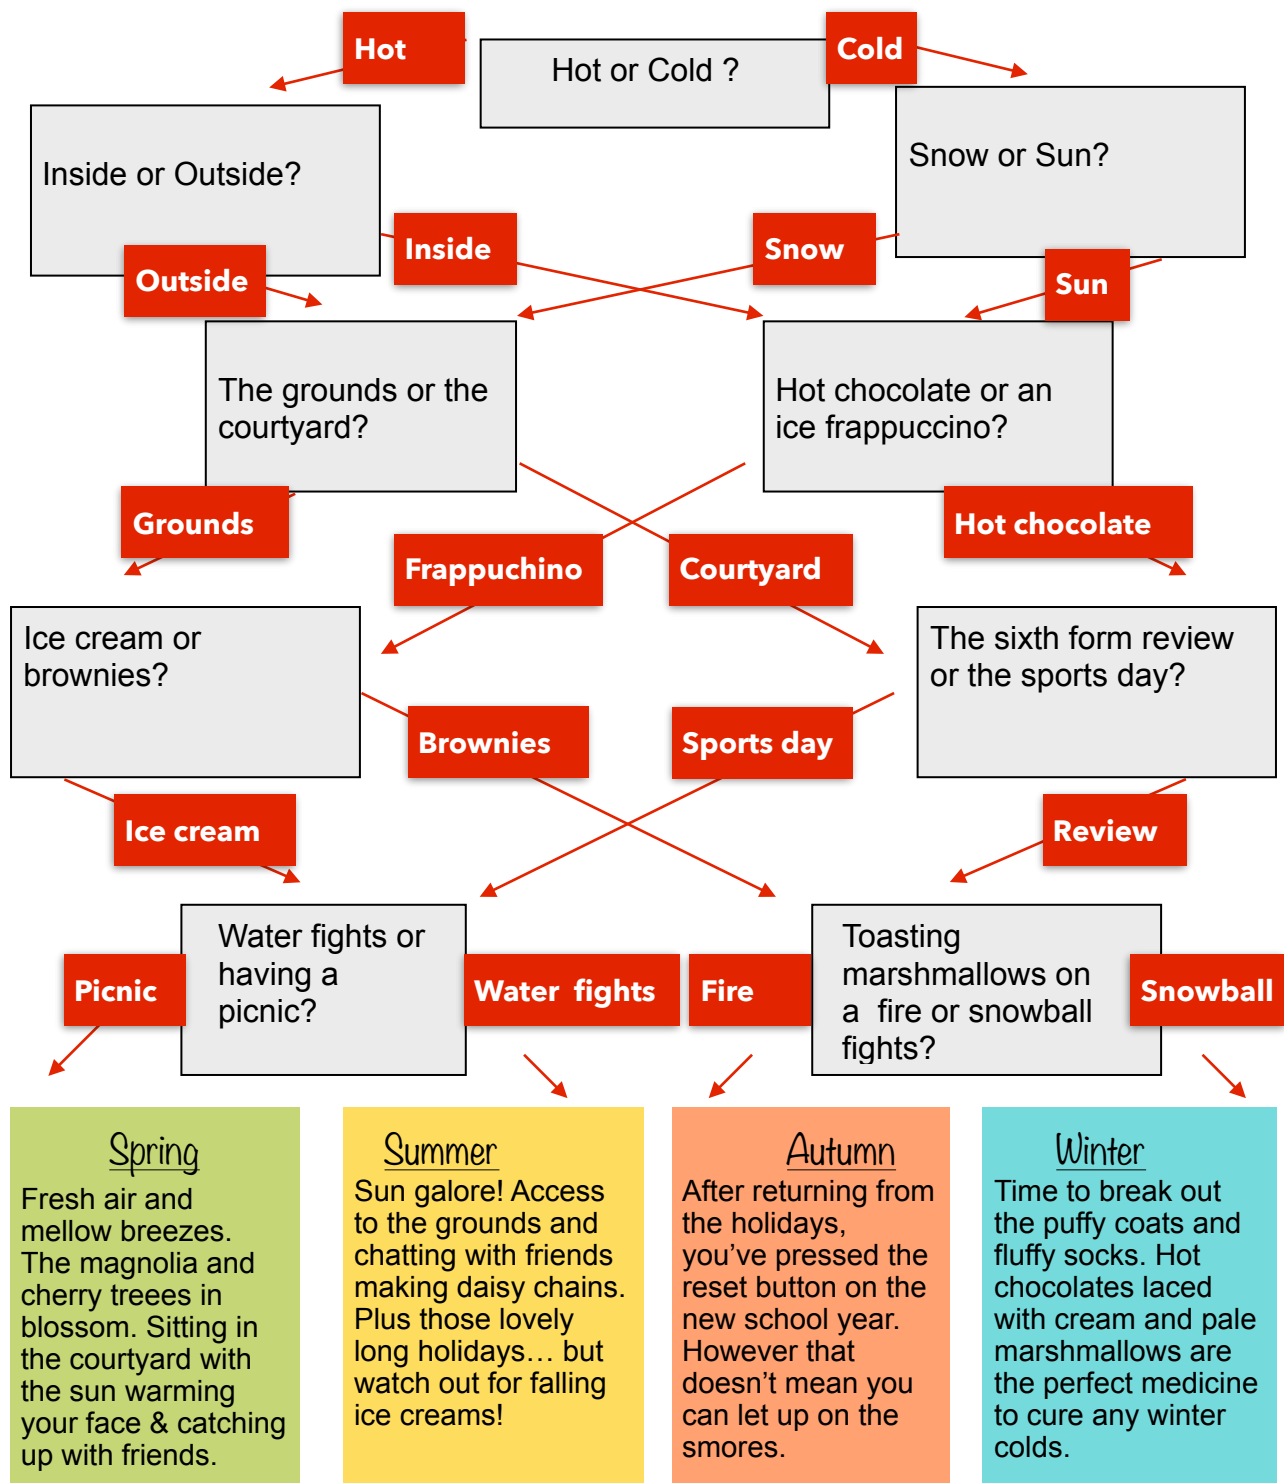 Hot
Hot or Cold ?
Cold
Inside or Outside?
Snow or Sun?
Inside
Snow
Outside
Sun
The grounds or the
courtyard?
Hot chocolate or an
ice frappuccino?
Grounds
Hot chocolate
Frappuchino
Courtyard
Ice cream or
brownies?
The sixth form review
or the sports day?
Brownies
Sports day
Ice cream
Review
Water fights or
having a
picnic?
Toasting
marshmallows on
a fire or snowball
fights?
Picnic
Water fights
Fire
Snowball
Spring
Fresh air and
mellow breezes.
The magnolia and
cherry treees in
blossom. Sitting in
the courtyard with
the sun warming
your face & catching
up with friends.
Summer
Sun galore! Access
to the grounds and
chatting with friends
making daisy chains.
Plus those lovely
long holidays… but
watch out for falling
ice creams!
Autumn
After returning from
the holidays,
you’ve pressed the
reset button on the
new school year.
However that
doesn’t mean you
can let up on the
smores.
Winter
Time to break out
the puffy coats and
fluffy socks. Hot
chocolates laced
with cream and pale
marshmallows are
the perfect medicine
to cure any winter
colds.